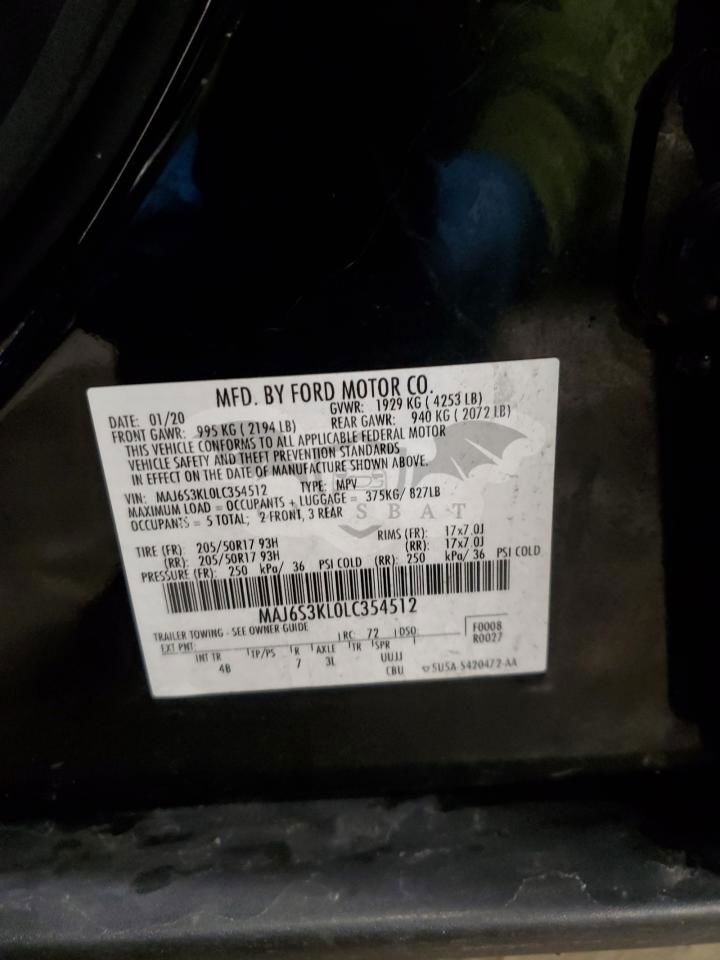 MFD. BY FORD MOTOR CO.
DATE: 01/20 GVWR: 1929 KG ( 4253 LB)
FRONT GAWR: 995 KG ( 2194 LB) REAR GAWR: 940 KG ( 2072 LB)
THIS VEHICLE CONFORMS TO ALL APPLICABLE FEDERAL MOTOR
VEHICLE SAFETY AND THEFT PREVENTION STANDARDS
IN EFFECT ON THE DATE OF MANUFACTURE SHOWN ABOVE.
VIN: MAJ6S3KL0LC354512 TYPE: MPV
MAXIMUM LOAD = OCCUPANTS + LUGGAGE = 375KG/ 827LB
OCCUPANTS = 5 TOTAL; 2 FRONT, 3 REAR
SBAT
TIRE (FR): 205/50R17 93H RIMS (FR): 17x7.0J
(RR): 205/50R17 93H (RR): 17x7.0J
PRESSURE (FR): 250 kPa/ 36 PSI COLD (RR): 250 kPa/ 36 PSI COLD
MAJ6S3KL0LC354512
TRAILER TOWING - SEE OWNER GUIDE
EXT PNT: RC: 72 DSO: F0008
R0027
INT TR TP/PS R AXLE TR SPR
4B 7 3L UUJJ
CBU 5U5A-S420472-AA